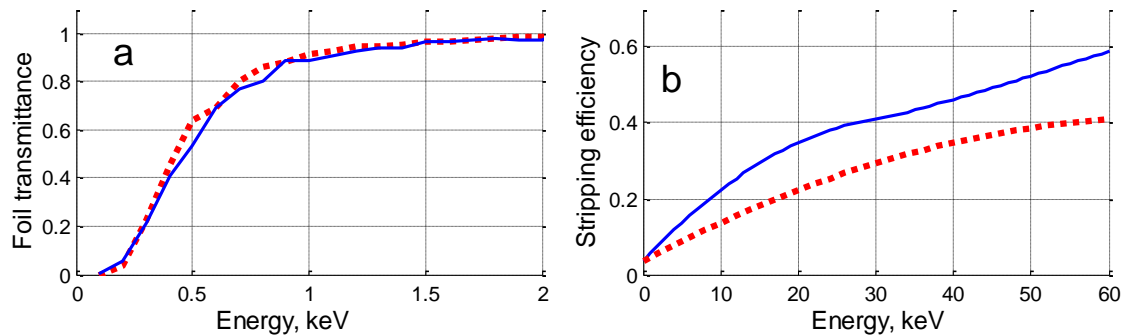 a
Foil transmittance
1
0.8
0.6
0.4
0.2
0
0 0.5 1 1.5 2
Energy, keV
b
Stripping efficiency
0.6
0.4
0.2
0
0 10 20 30 40 50 60
Energy, keV